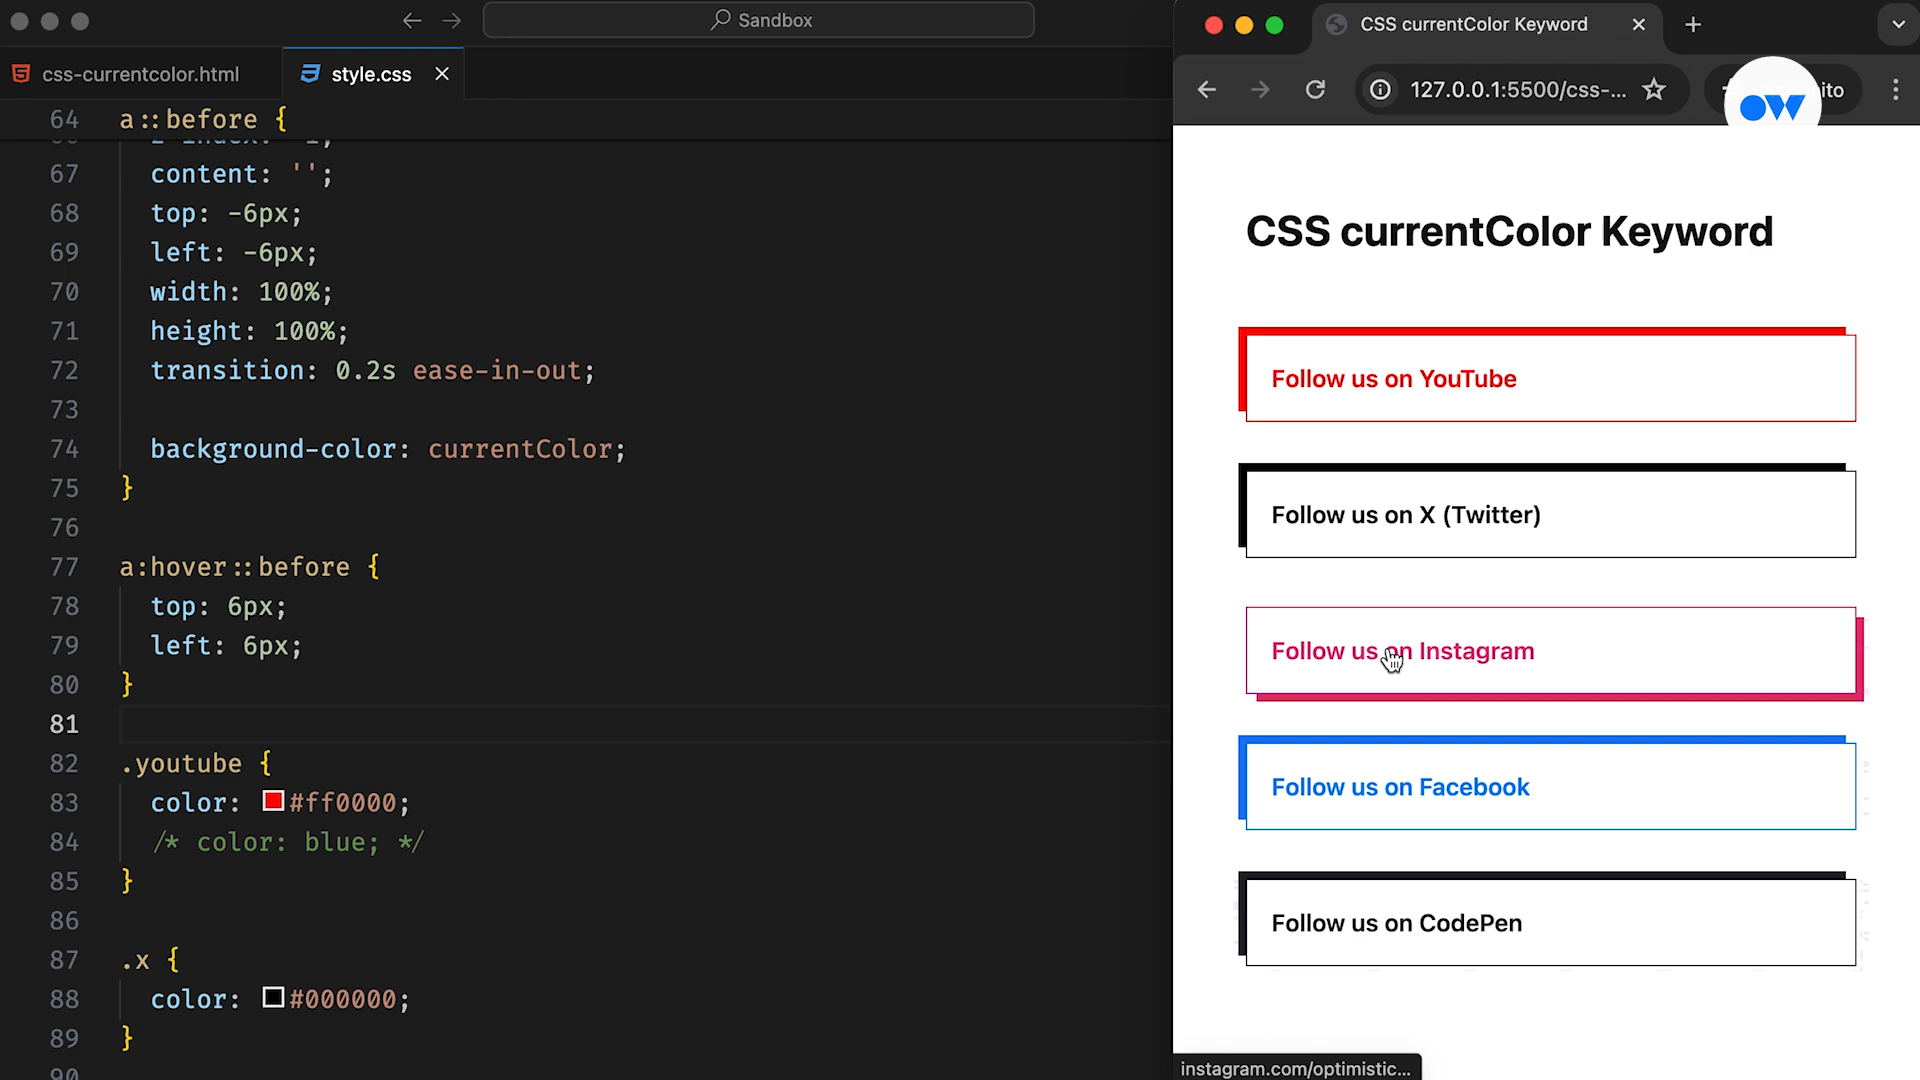 Sandbox
css-currentcolor.html
style.css
64 a::before {
67 content: '';
68 top: -6px;
69 left: -6px;
70 width: 100%;
71 height: 100%;
72 transition: 0.2s ease-in-out;
73
74 background-color: currentColor;
75 }
76
77 a:hover::before {
78 top: 6px;
79 left: 6px;
80 }
81
82 .youtube {
83 color: #ff0000;
84 /* color: blue; */
85 }
86
87 .x {
88 color: #000000;
89 }
90
CSS currentColor Keyword
127.0.0.1:5500/css-...
ito
OW
CSS currentColor Keyword
Follow us on YouTube
Follow us on X (Twitter)
Follow us on Instagram
Follow us on Facebook
Follow us on CodePen
instagram.com/optimistic...